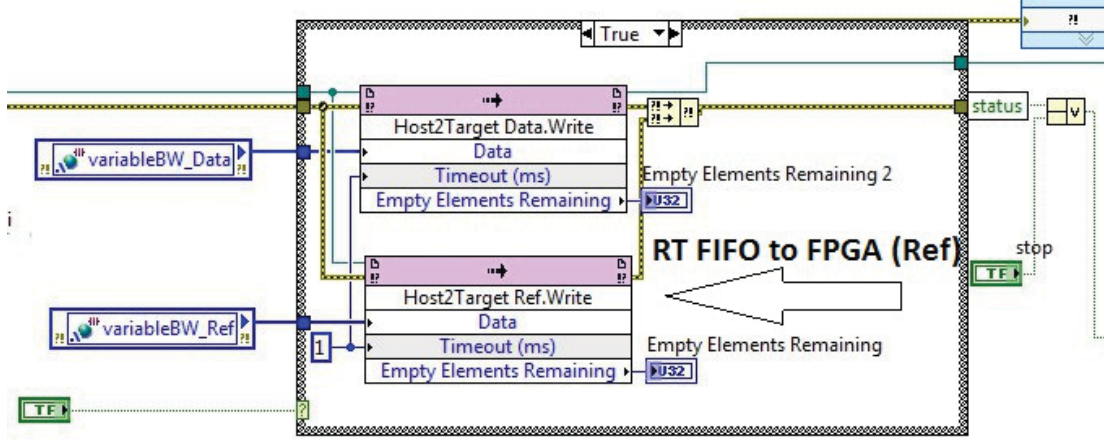 True
?!
Host2Target Data.Write
status
v
variableBW_Data
Data
Timeout (ms)
Empty Elements Remaining 2
Empty Elements Remaining
U32
i
RT FIFO to FPGA (Ref)
stop
TF
Host2Target Ref.Write
variableBW_Ref
Data
1
Timeout (ms)
Empty Elements Remaining
Empty Elements Remaining
U32
TF
?